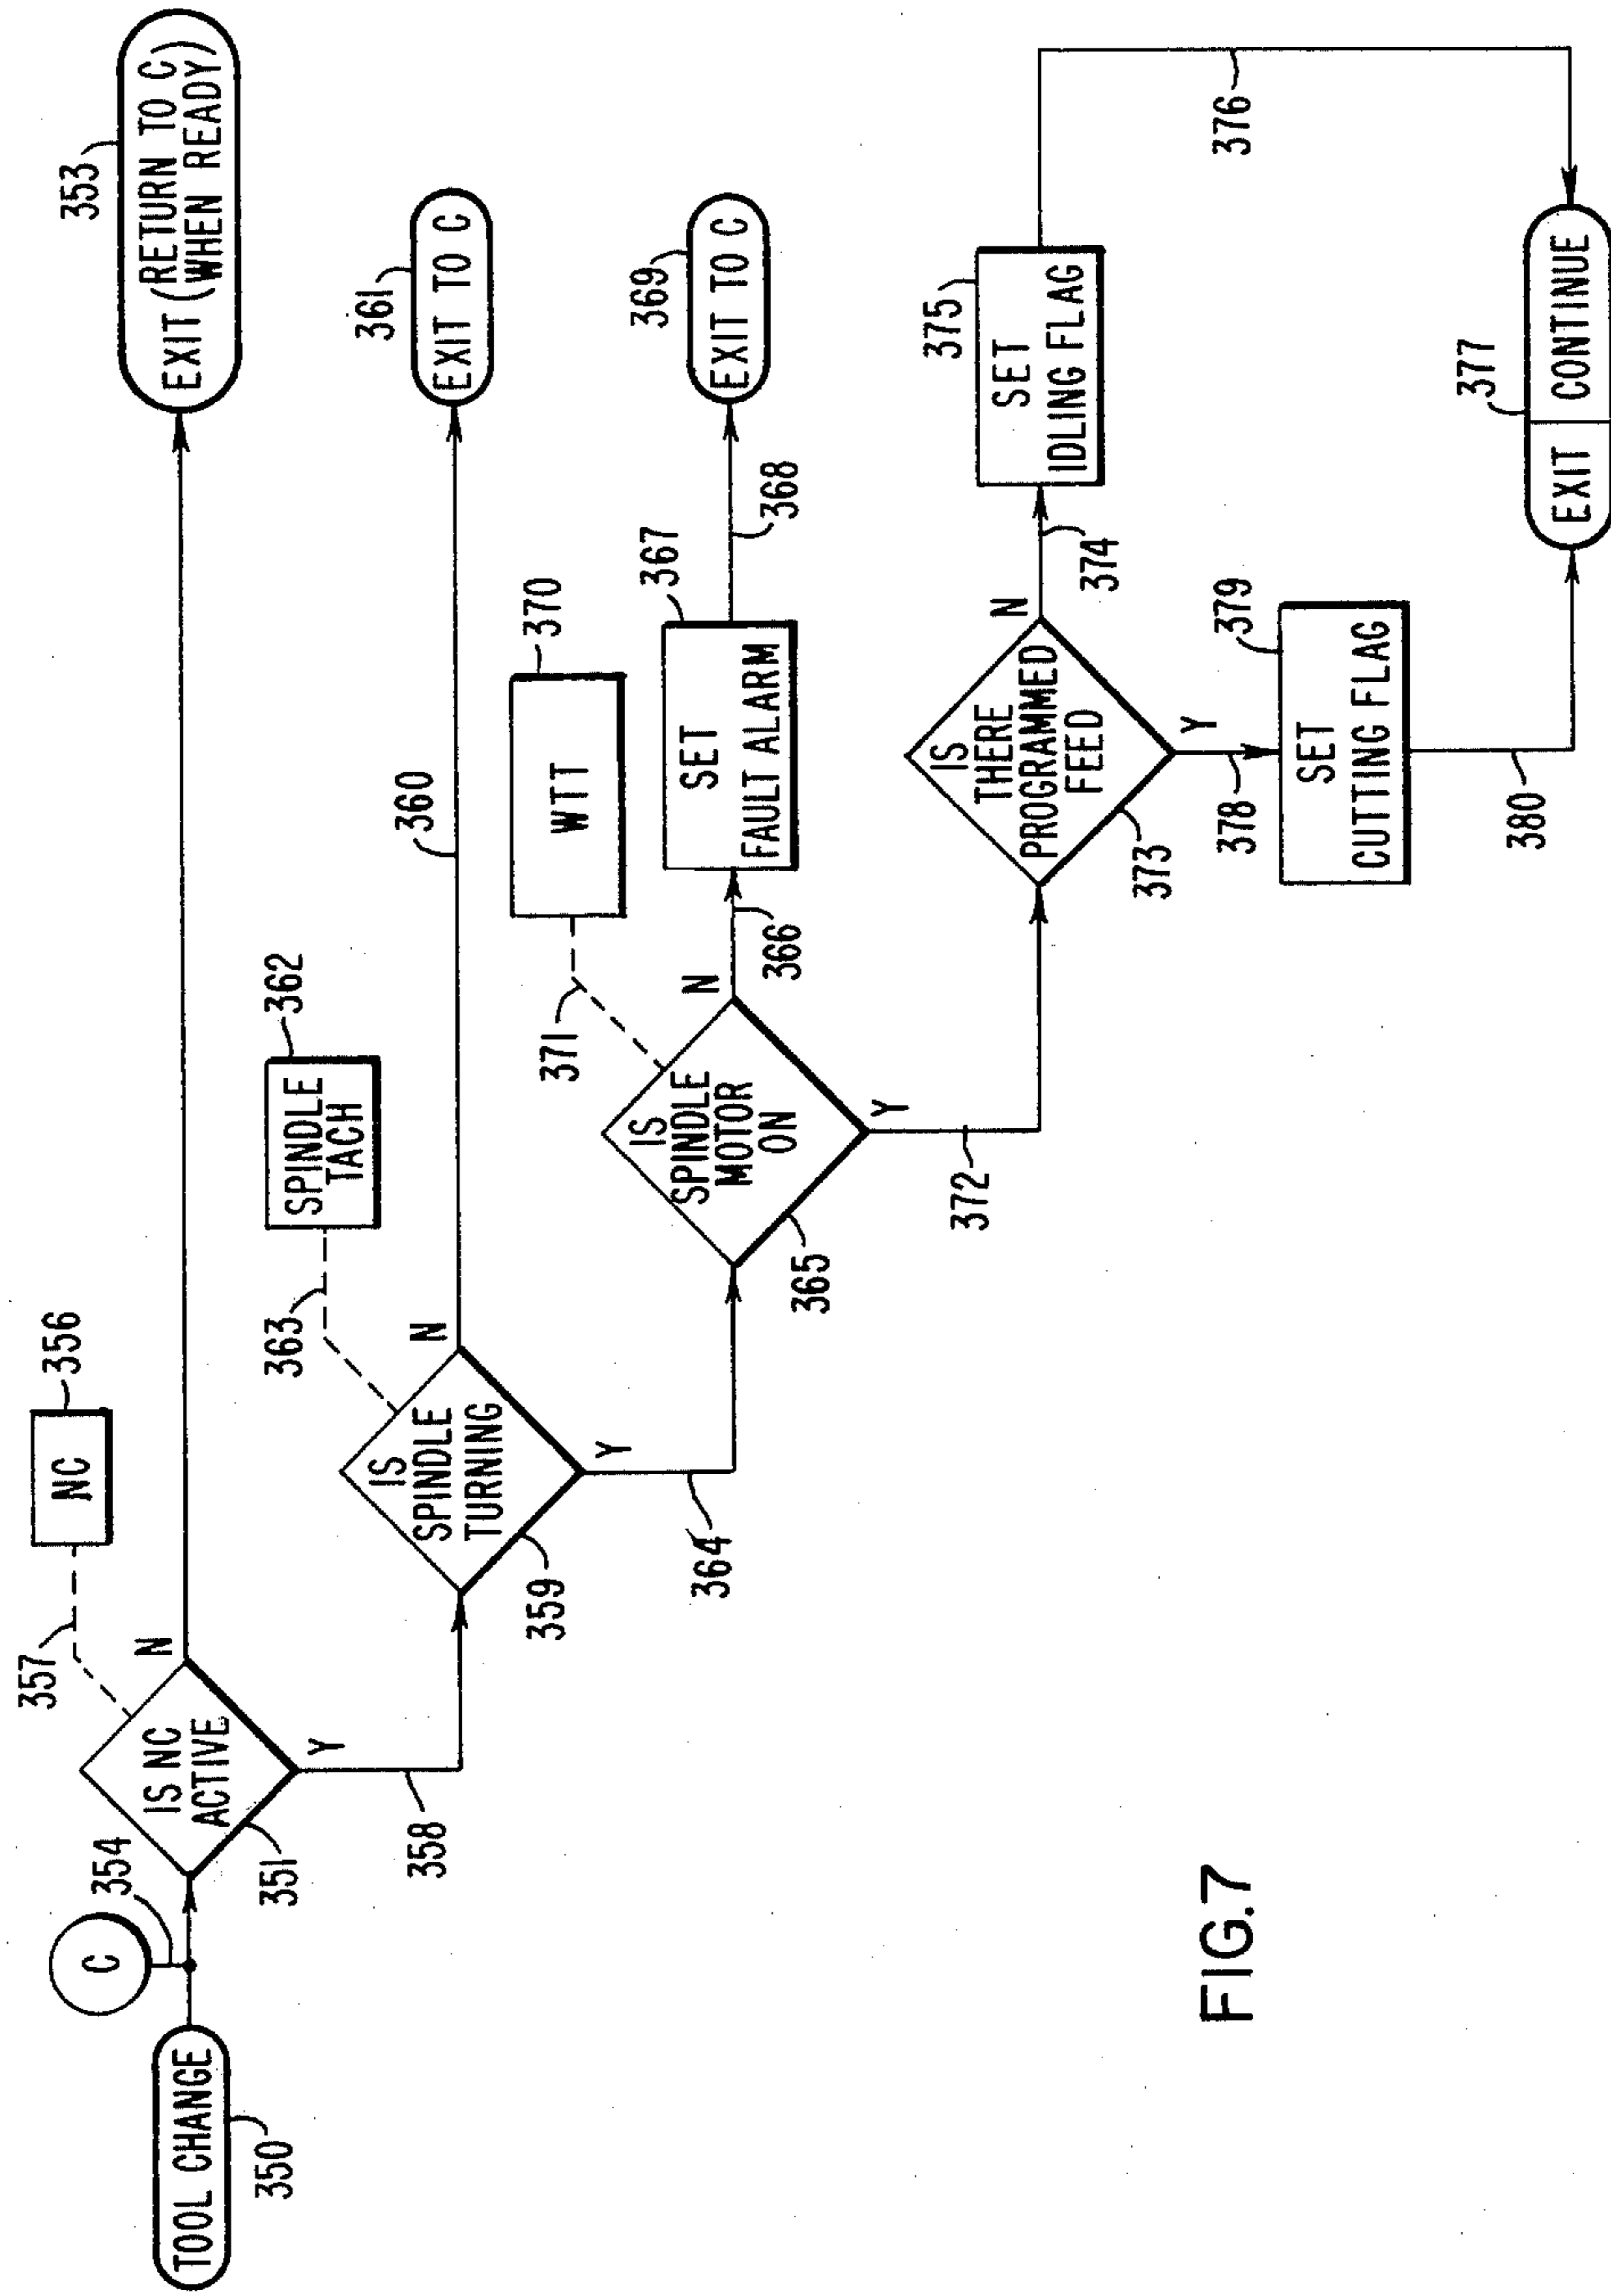 TOOL CHANGE
350
C
354
IS NC
ACTIVE
351
N
Y
357
NC
356
EXIT (RETURN TO C)
(WHEN READY)
353
358
IS
SPINDLE
TURNING
359
N
Y
363
SPINDLE
TACH
362
360
EXIT TO C
361
364
IS
SPINDLE
MOTOR
ON
365
N
Y
371
WTT
370
366
SET
FAULT ALARM
367
368
EXIT TO C
369
372
IS
THERE
PROGRAMMED
FEED
373
N
Y
374
SET
IDLING FLAG
375
376
378
SET
CUTTING FLAG
379
380
EXIT CONTINUE
377
FIG.7